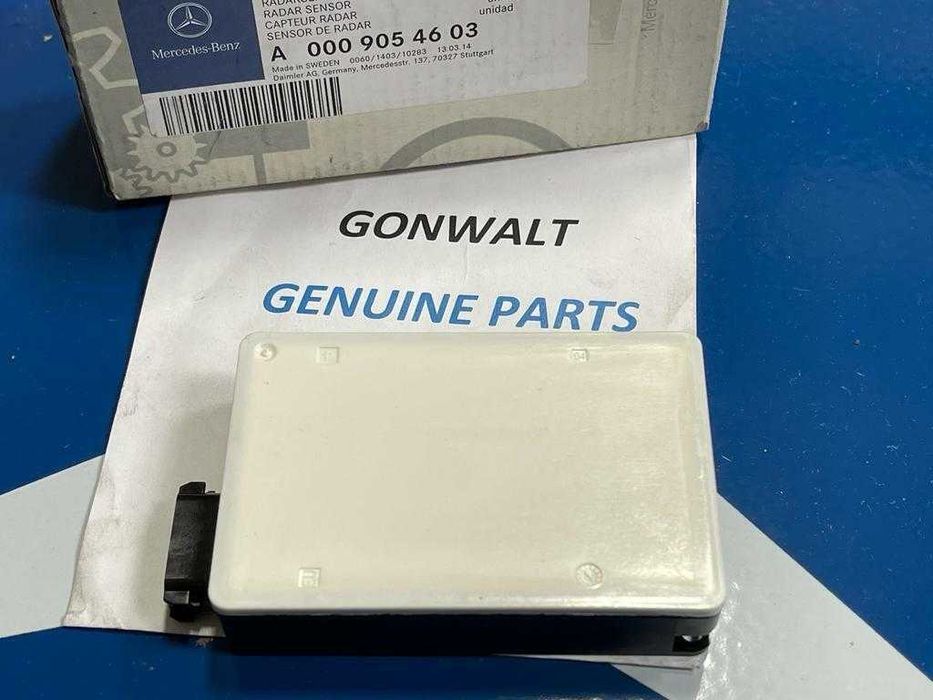 RADAR SENSOR
CAPTEUR RADAR
SENSOR DE RADAR
unidad
Mercedes-Benz
A 000 905 46 03
Made in SWEDEN 0060/1403/10283 13.03.14
Daimler AG, Germany, Mercedesstr. 137, 70327 Stuttgart
GONWALT
GENUINE PARTS